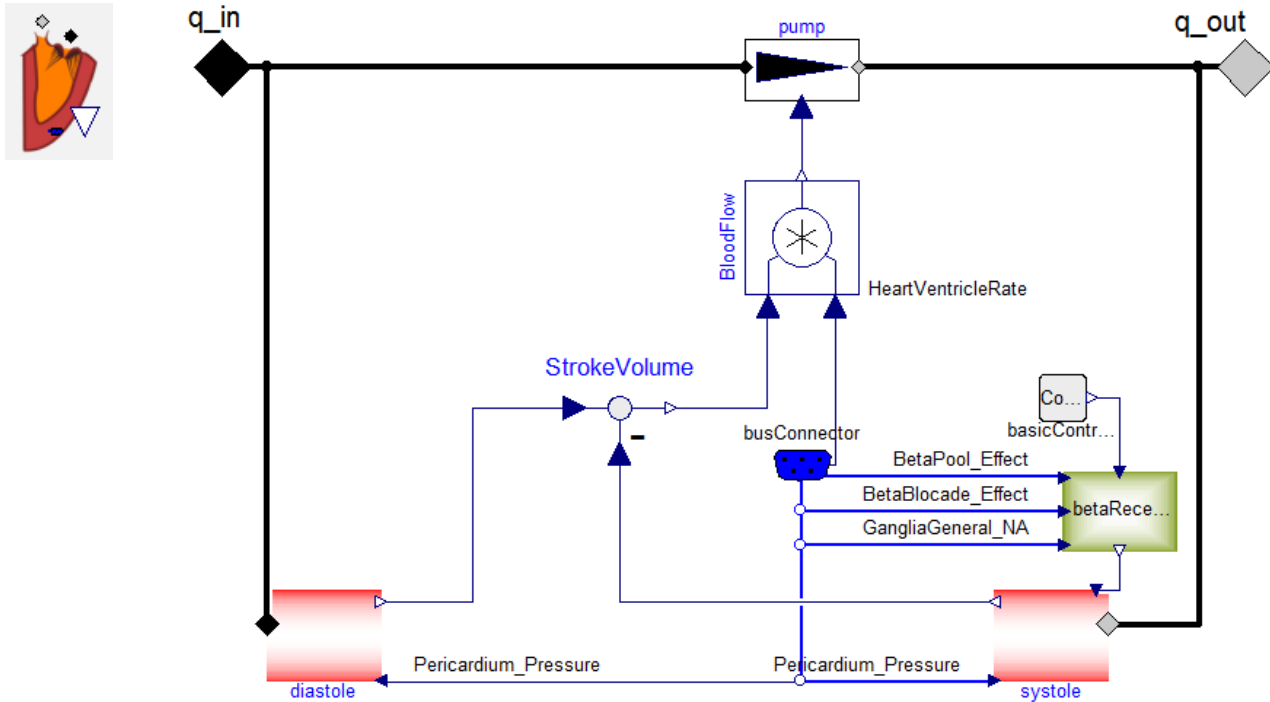 q_in
pump
q_out
BloodFlow
HeartVentricleRate
StrokeVolume
-
Co...
basicContr...
busConnector
BetaPool_Effect
BetaBlocade_Effect
betaRece...
GangliaGeneral_NA
Pericardium_Pressure
Pericardium_Pressure
diastole
systole